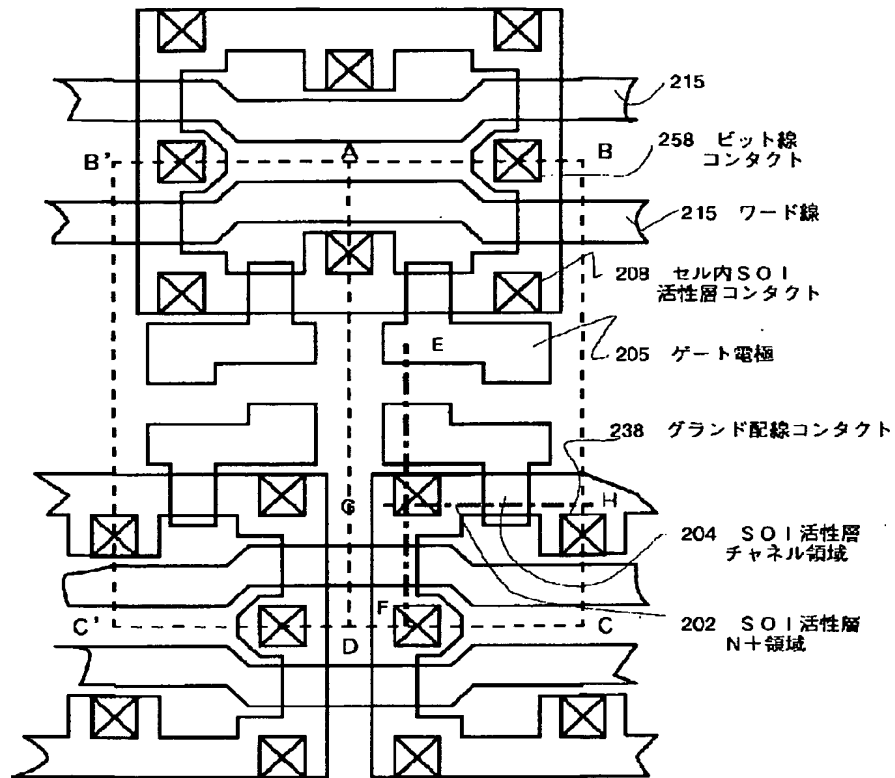 215
B'
A
B
258 ビット線
コンタクト
215 ワード線
208 セル内SOI
活性層コンタクト
E
205 ゲート電極
238 グランド配線コンタクト
G
H
204 SOI活性層
チャネル領域
F
C'
D
C
202 SOI活性層
N+領域